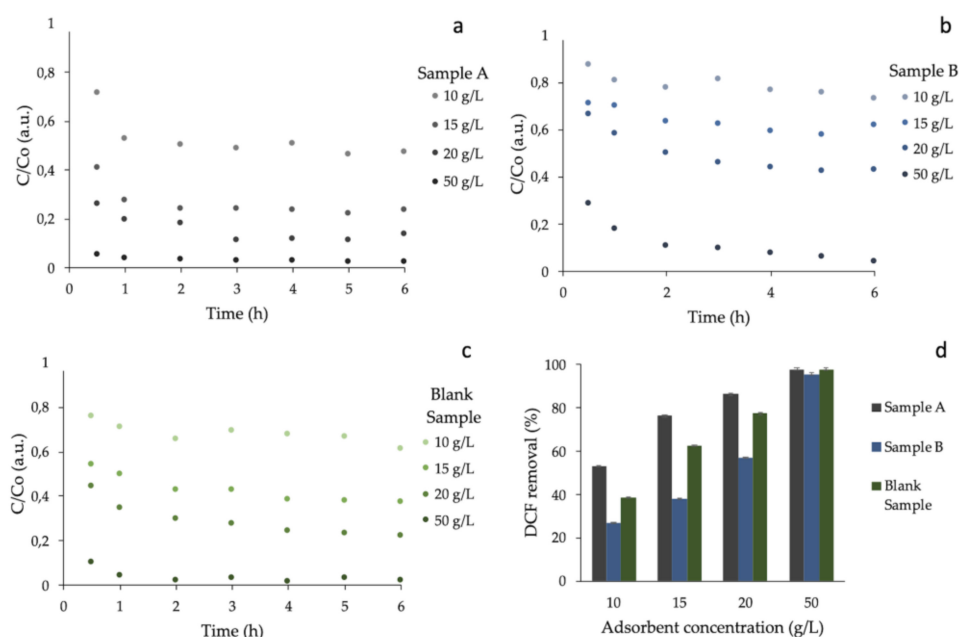 a
1
0,8
0,6
0,4
0,2
0
C/Co (a.u.)
0 1 2 3 4 5 6
Time (h)
Sample A
10 g/L
15 g/L
20 g/L
50 g/L
b
1
0,8
0,6
0,4
0,2
0
C/Co (a.u.)
0 2 4 6
Time (h)
Sample B
10 g/L
15 g/L
20 g/L
50 g/L
c
1
0,8
0,6
0,4
0,2
0
C/Co (a.u.)
0 1 2 3 4 5 6
Time (h)
Blank
Sample
10 g/L
15 g/L
20 g/L
50 g/L
d
100
80
60
40
20
0
DCF removal (%)
10 15 20 50
Adsorbent concentration (g/L)
Sample A
Sample B
Blank
Sample